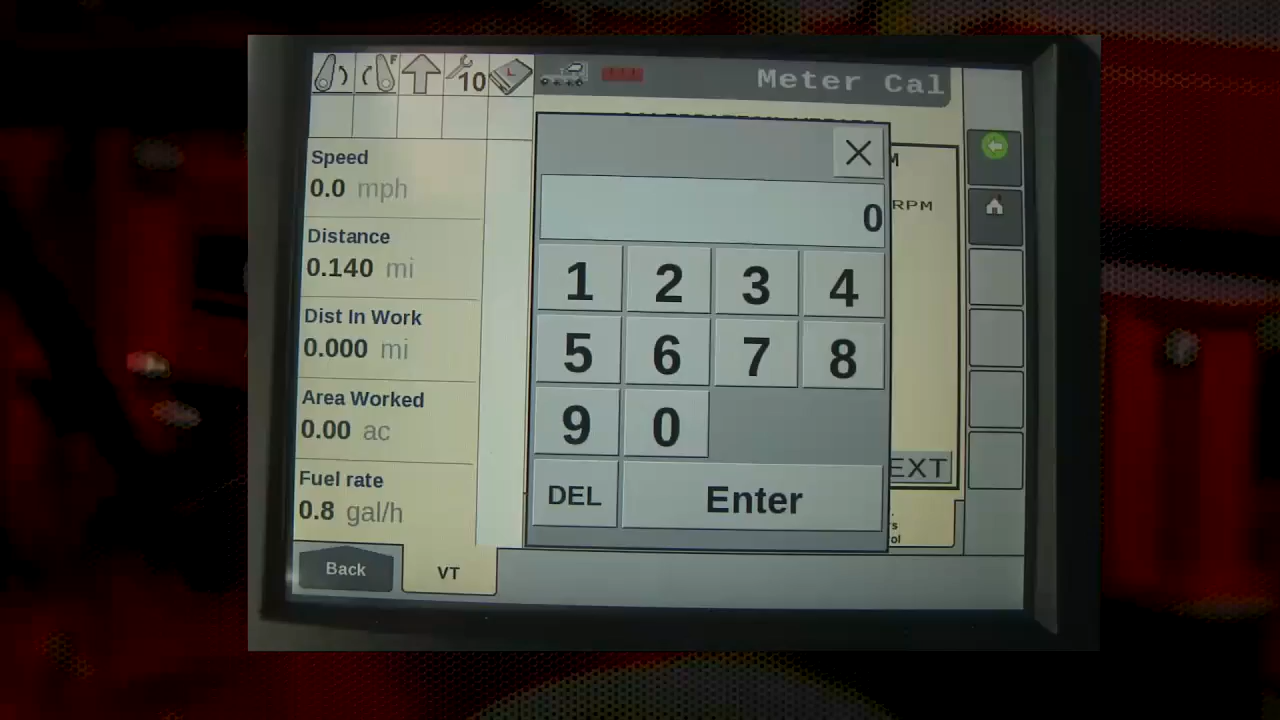 F
10
L
Meter Cal
Speed
0.0 mph
Distance
0.140 mi
Dist In Work
0.000 mi
Area Worked
0.00 ac
Fuel rate
0.8 gal/h
Back
VT
0
1 2 3 4
5 6 7 8
9 0
DEL Enter
RPM
EXT